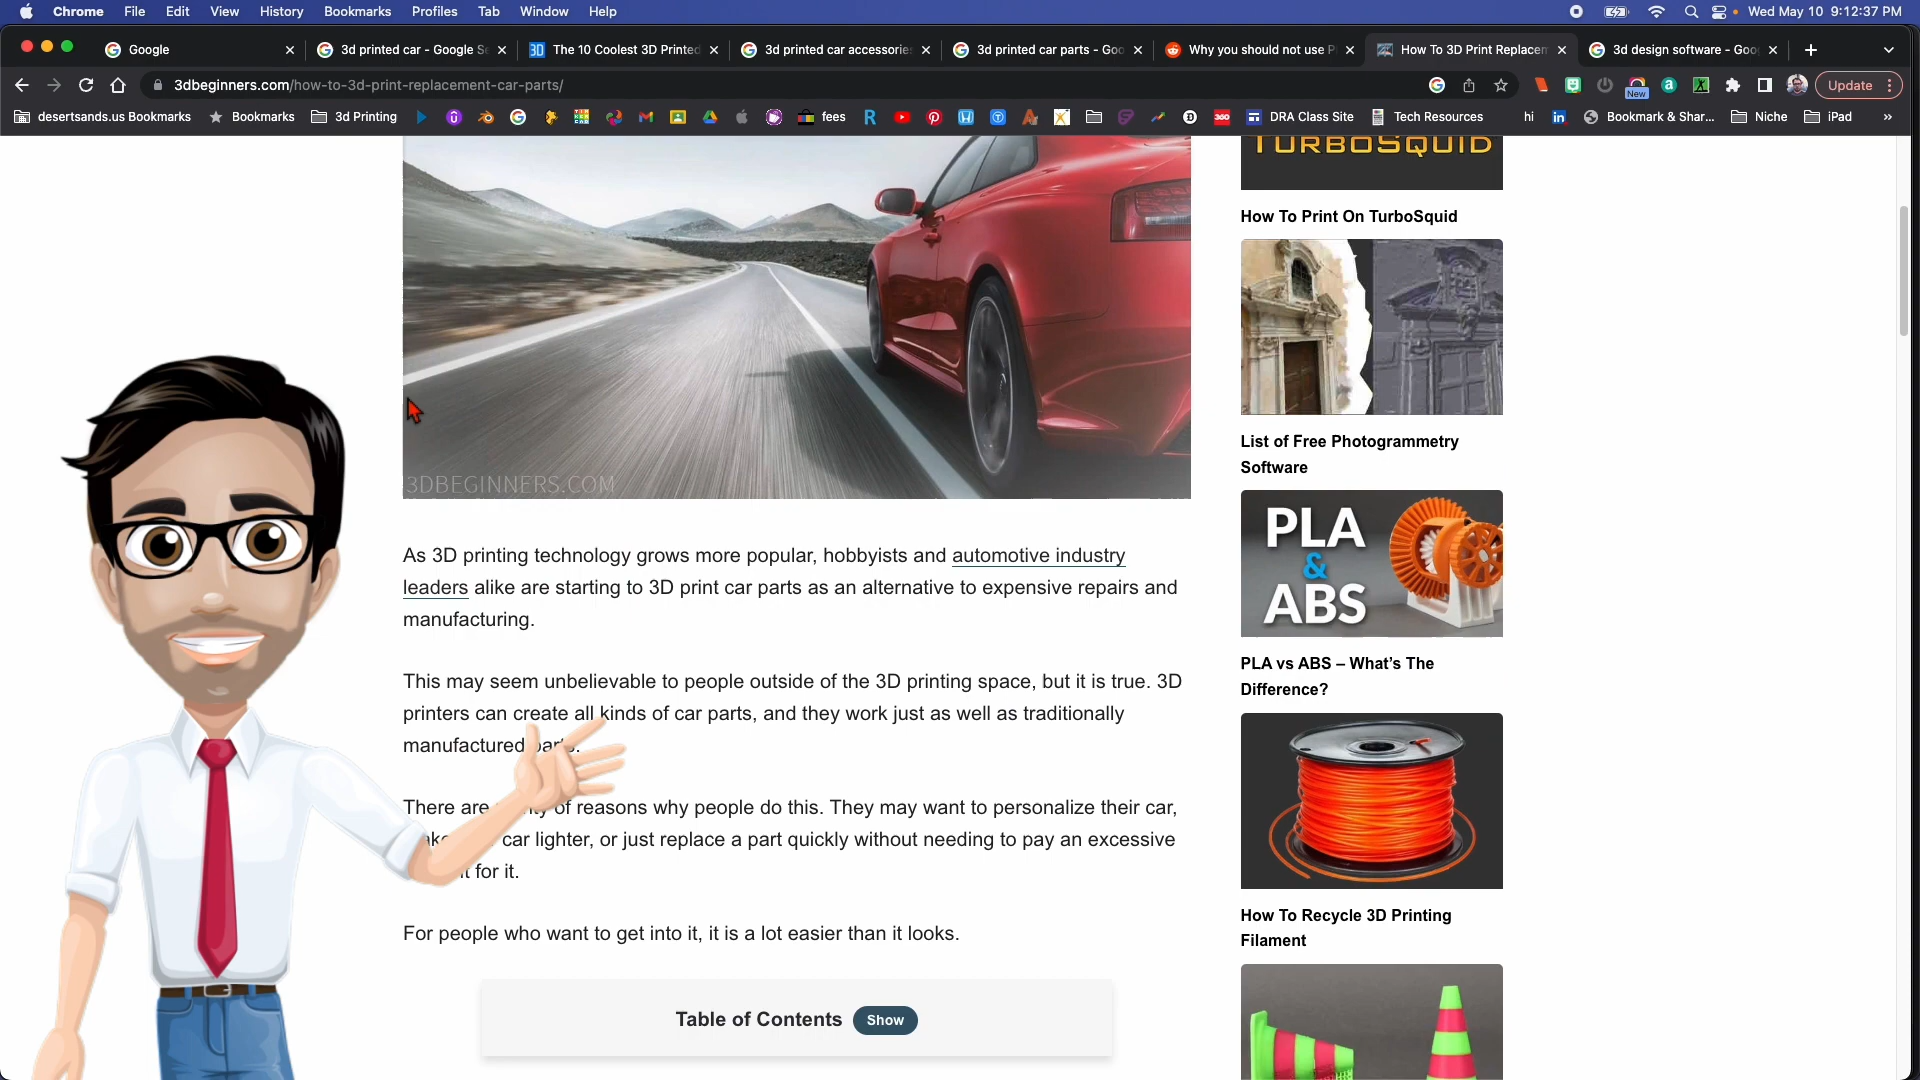 Chrome File Edit View History Bookmarks Profiles Tab Window Help Wed May 10 9:12:37 PM
Google 3d printed car - Google Se The 10 Coolest 3D Printed 3d printed car accessories 3d printed car parts - Goo Why you should not use P How To 3D Print Replacem 3d design software - Goo
3dbeginners.com/how-to-3d-print-replacement-car-parts/ New Update
desertsands.us Bookmarks Bookmarks 3d Printing fees DRA Class Site Tech Resources hi Bookmark & Shar... Niche iPad »
TURBOSQUID
How To Print On TurboSquid
3DBEGINNERS.COM
List of Free Photogrammetry
Software
PLA
&
ABS
PLA vs ABS – What's The
Difference?
How To Recycle 3D Printing
Filament
As 3D printing technology grows more popular, hobbyists and automotive industry
leaders alike are starting to 3D print car parts as an alternative to expensive repairs and
manufacturing.
This may seem unbelievable to people outside of the 3D printing space, but it is true. 3D
printers can create all kinds of car parts, and they work just as well as traditionally
manufactured parts.
There are of reasons why people do this. They may want to personalize their car,
car lighter, or just replace a part quickly without needing to pay an excessive
for it.
For people who want to get into it, it is a lot easier than it looks.
Table of Contents Show